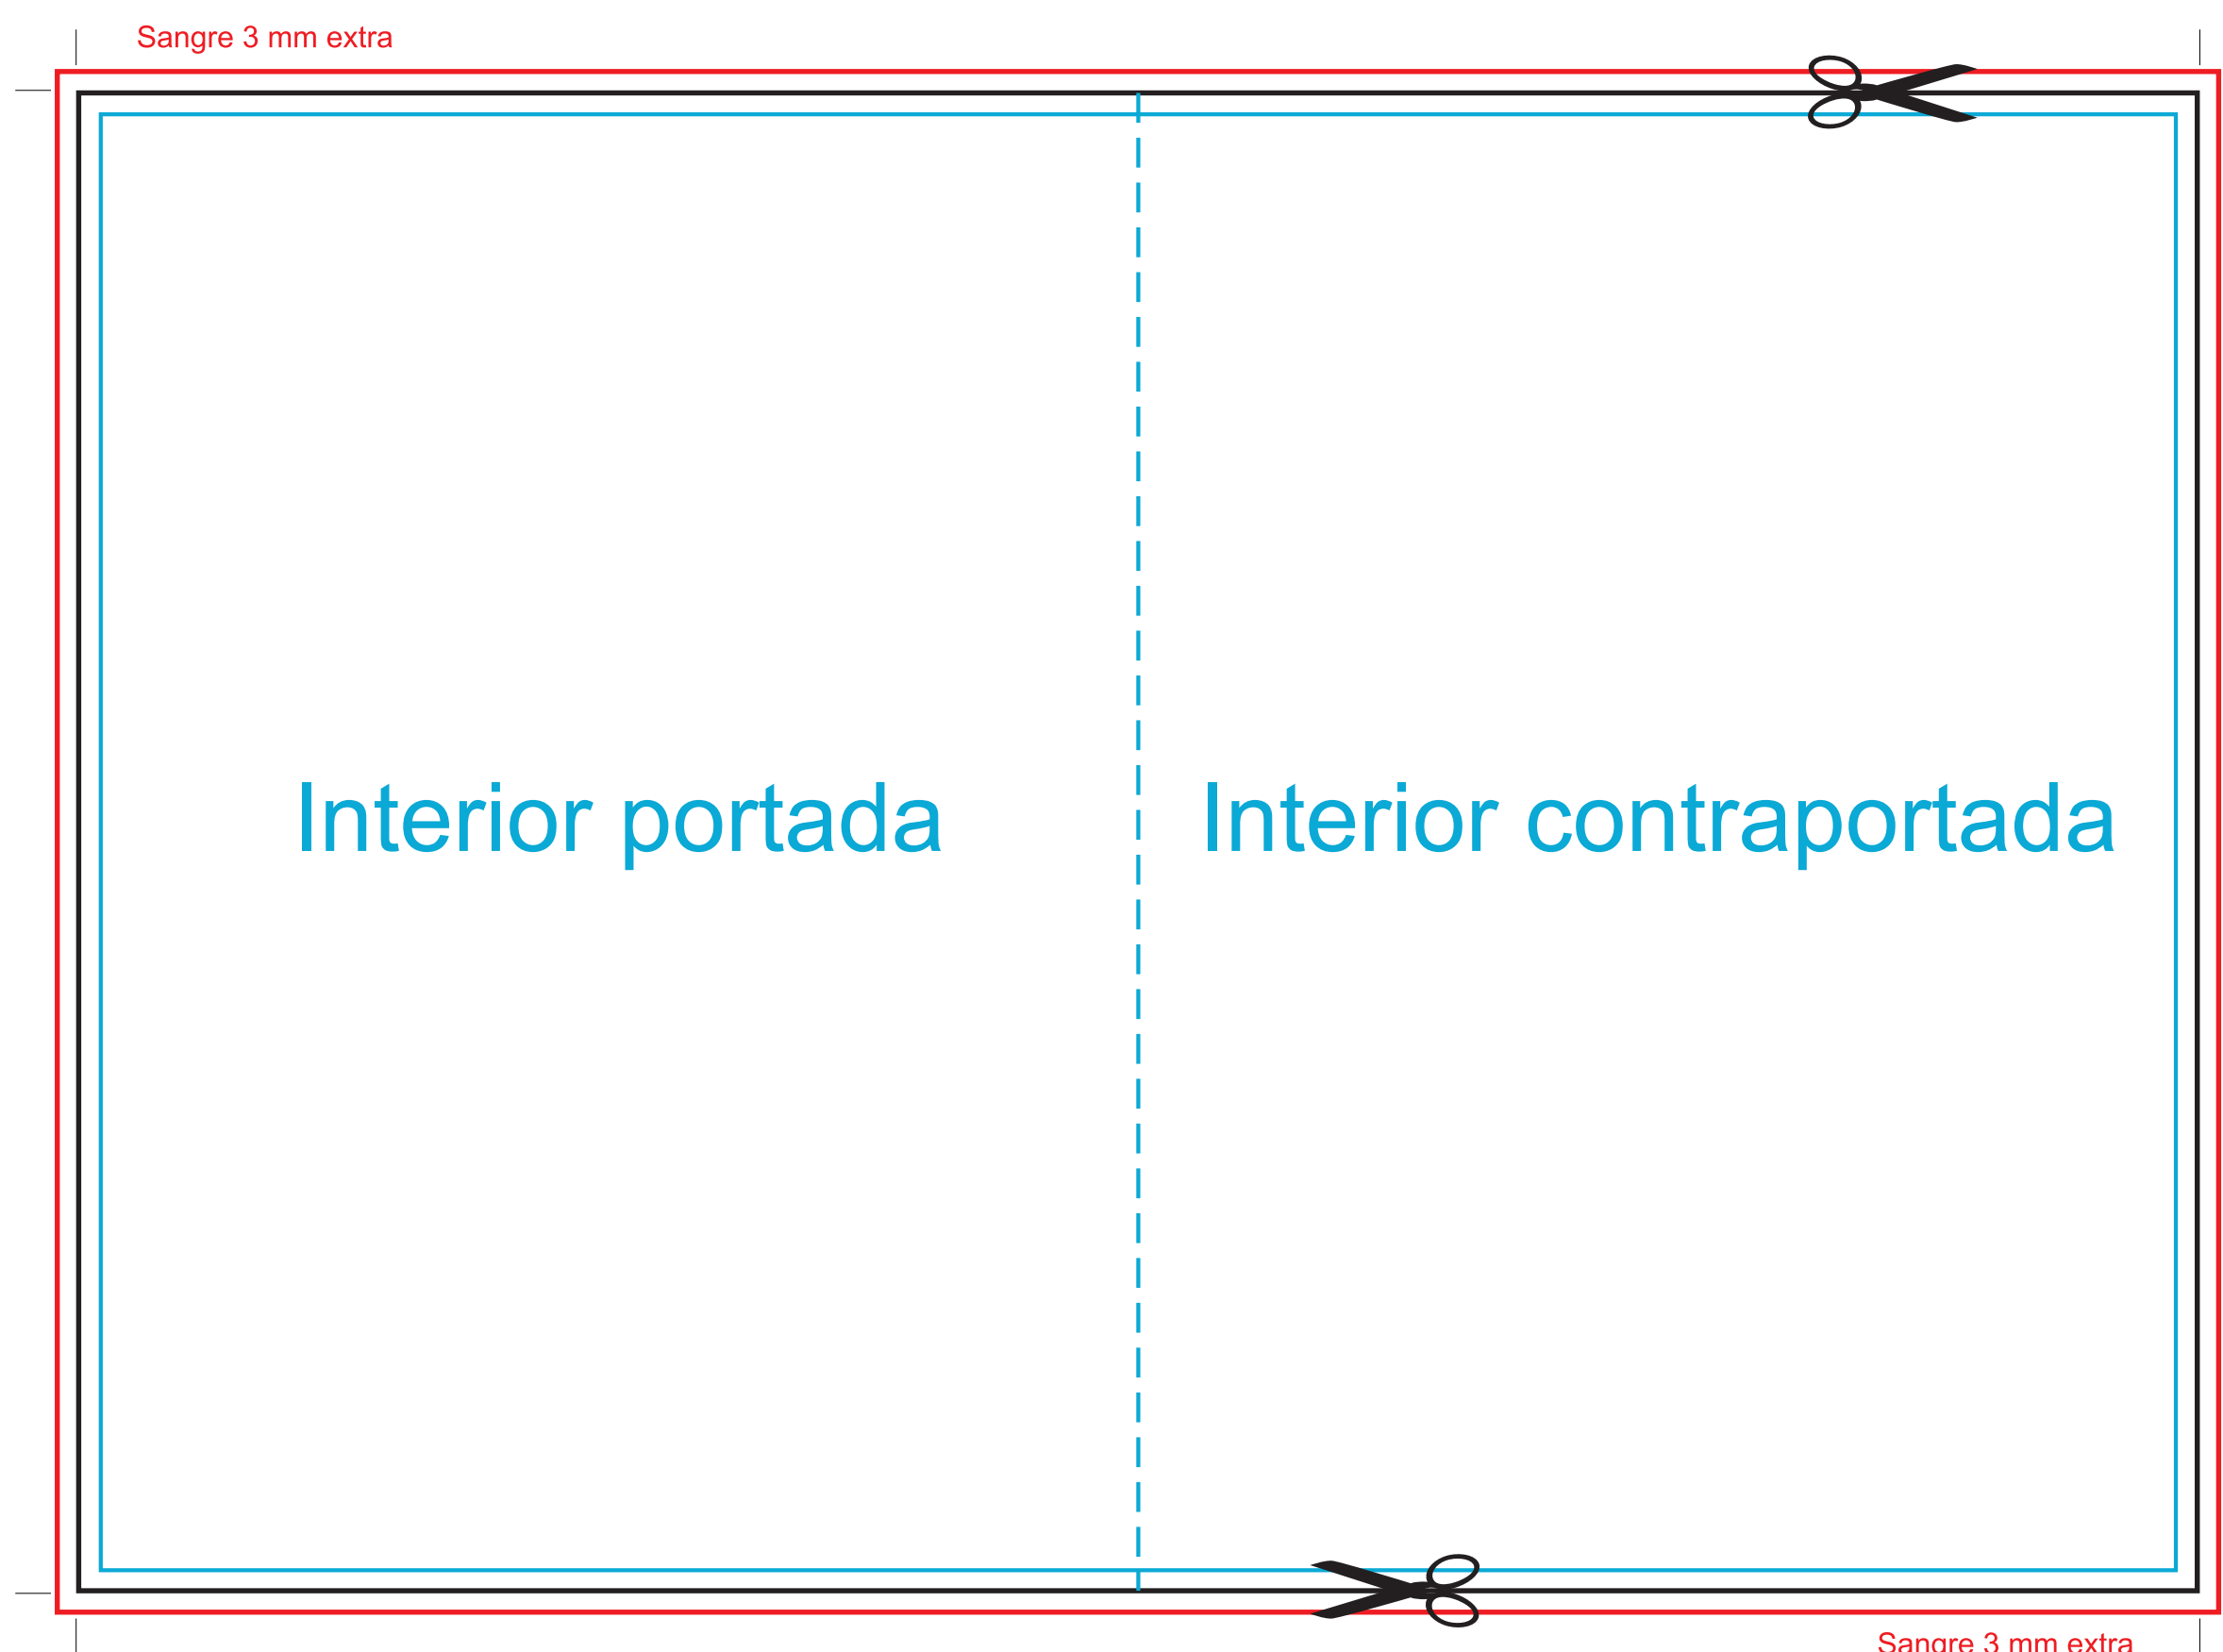 Sangre 3 mm extra
Interior portada
Interior contraportada
Sangre 3 mm extra